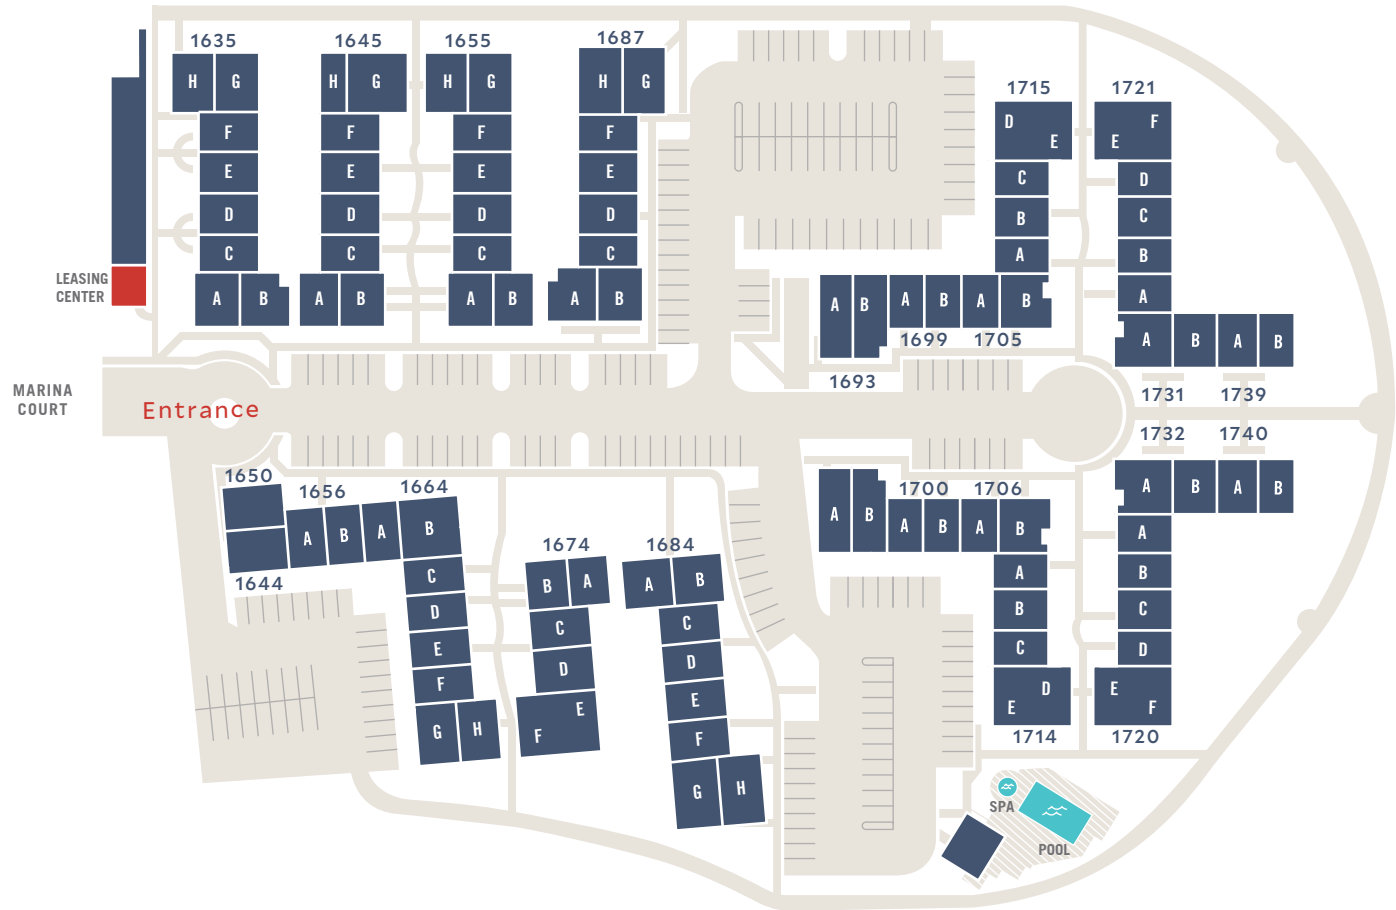 1635
1645
1655
1687
H G
H G
H G
H G
F
F
F
F
E
E
E
E
D
D
D
D
C
C
C
C
A B
A B
A B
A B
1715
1721
D
E
F
E
C
B
A
D
C
B
A
A B
A B
A B
1699
1705
1693
A B
A B
1731
1739
LEASING
CENTER
MARINA
COURT
Entrance
1732
1740
A B
A B
1650
1656
1664
1644
A B
A B
C
D
E
F
G H
1674
B A
C
D
E
F
1684
A B
C
D
E
F
G H
1700
1706
A B
A B
A B
A
B
C
D
E
1714
A
B
C
D
E
F
1720
SPA
POOL